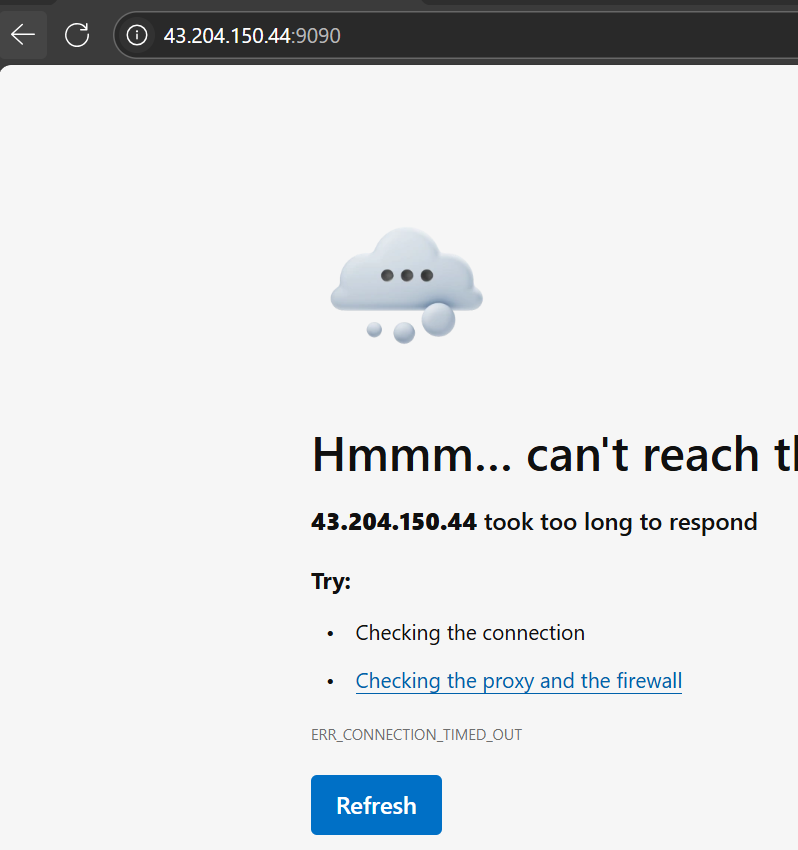 43.204.150.44:9090
Hmmm... can't reach
43.204.150.44 took too long to respond
Try:
• Checking the connection
• Checking the proxy and the firewall
ERR_CONNECTION_TIMED_OUT
Refresh